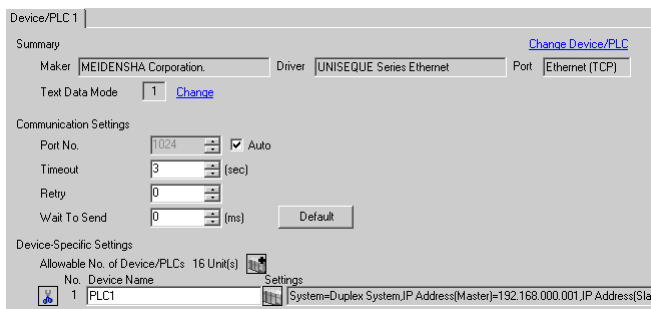 Device/PLC 1
Summary Change Device/PLC
Maker MEIDENSHA Corporation. Driver UNISEQUE Series Ethernet Port Ethernet (TCP)
Text Data Mode 1 Change
Communication Settings
Port No. 1024 Auto
Timeout 3 (sec)
Retry 0
Wait To Send 0 (ms) Default
Device-Specific Settings
Allowable No. of Device/PLCs 16 Unit(s)
No. Device Name Settings
1 PLC1 System=Duplex System,IP Address(Master)=192.168.000.001,IP Address(Sla